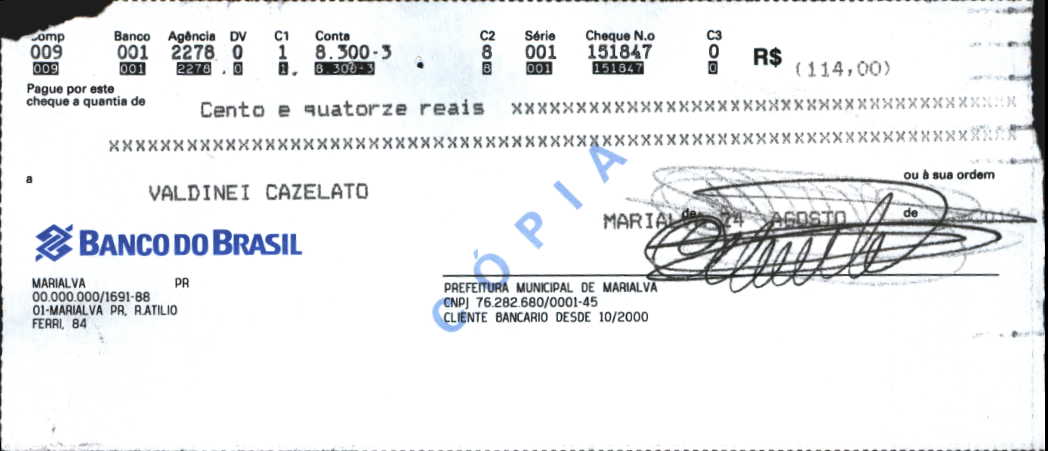 Comp Banco Agência DV C1 Conta C2 Série Cheque N.o C3
009 001 2278 0 1 8.300-3 8 001 151847 0 R$ (114,00)
009 001 2278 . 0 1. 8.300-3 8 001 151847 0
Pague por este
cheque a quantia de
Cento e quatorze reais xxxxxxxxxxxxxxxxxxxxxxxxxxxxxxxxxxxxxxx
xxxxxxxxxxxxxxxxxxxxxxxxxxxxxxxxxxxxxxxxxxxxxxxxxxxxxxxxxxxxxxxxxxxxxx
a VALDINEI CAZELATO ou à sua ordem
MARIAL de 24 AGOSTO de
BANCO DO BRASIL
CÓPIA
MARIALVA PR
00.000.000/1691-88
01-MARIALVA PR, R.ATILIO
FERRI, 84
PREFEITURA MUNICIPAL DE MARIALVA
CNPJ 76.282.680/0001-45
CLIENTE BANCARIO DESDE 10/2000